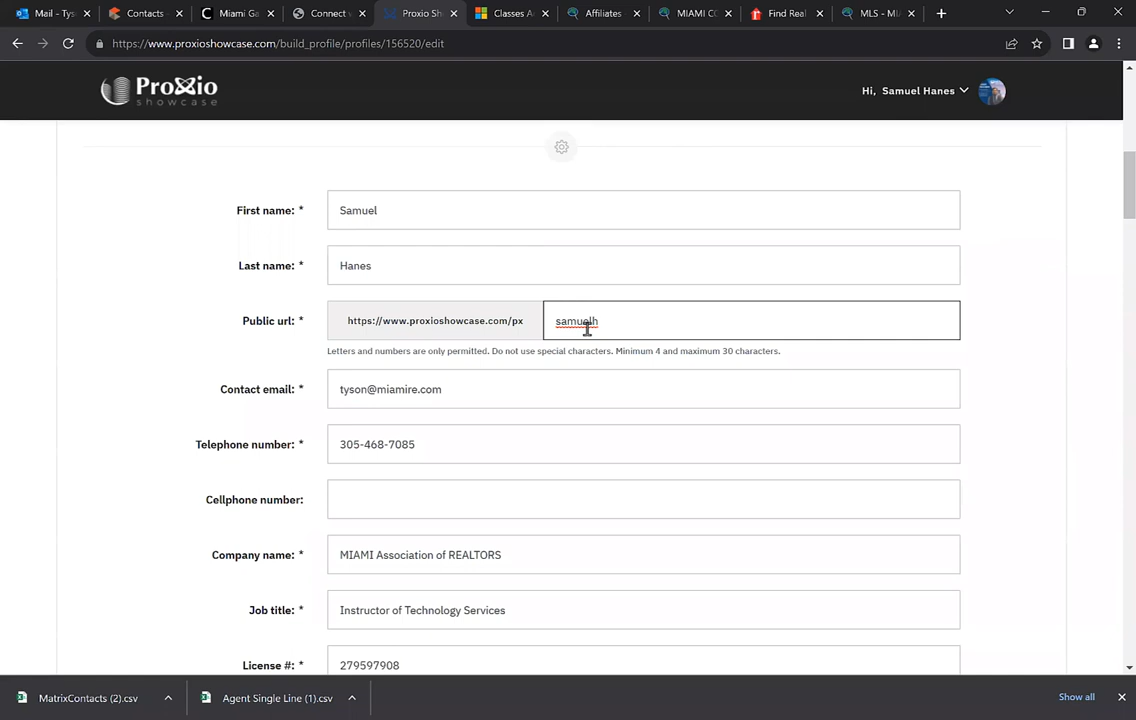 Mail - Tys
Contacts
Miami Ga
Connect w
Proxio Sh
Classes A
Affiliates -
MIAMI CO
Find Real
MLS - MIA
https://www.proxioshowcase.com/build_profile/profiles/156520/edit
Proxio
showcase
Hi, Samuel Hanes
First name: *
Samuel
Last name: *
Hanes
Public url: *
https://www.proxioshowcase.com/px
samuelh
Letters and numbers are only permitted. Do not use special characters. Minimum 4 and maximum 30 characters.
Contact email: *
tyson@miamire.com
Telephone number: *
305-468-7085
Cellphone number:
Company name: *
MIAMI Association of REALTORS
Job title: *
Instructor of Technology Services
License #: *
279597908
MatrixContacts (2).csv
Agent Single Line (1).csv
Show all